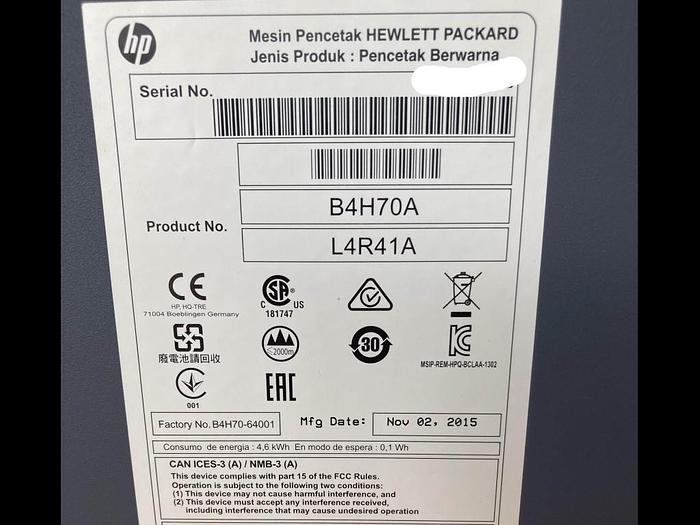 hp
Mesin Pencetak HEWLETT PACKARD
Jenis Produk : Pencetak Berwarna
Serial No.
B4H70A
Product No.
L4R41A
CE
HP, HQ-TRE
71004 Boeblingen Germany
C SA US
181747
廢電池請回收
≤2000m
30
MSIP-REM-HPQ-BCLAA-1302
001
EAC
Factory No. B4H70-64001
Mfg Date: Nov 02, 2015
Consumo de energia : 4,6 kWh En modo de espera : 0,1 Wh
CAN ICES-3 (A) / NMB-3 (A)
This device complies with part 15 of the FCC Rules.
Operation is subject to the following two conditions:
(1) This device may not cause harmful interference, and
(2) This device must accept any interference received,
including interference that may cause undesired operation